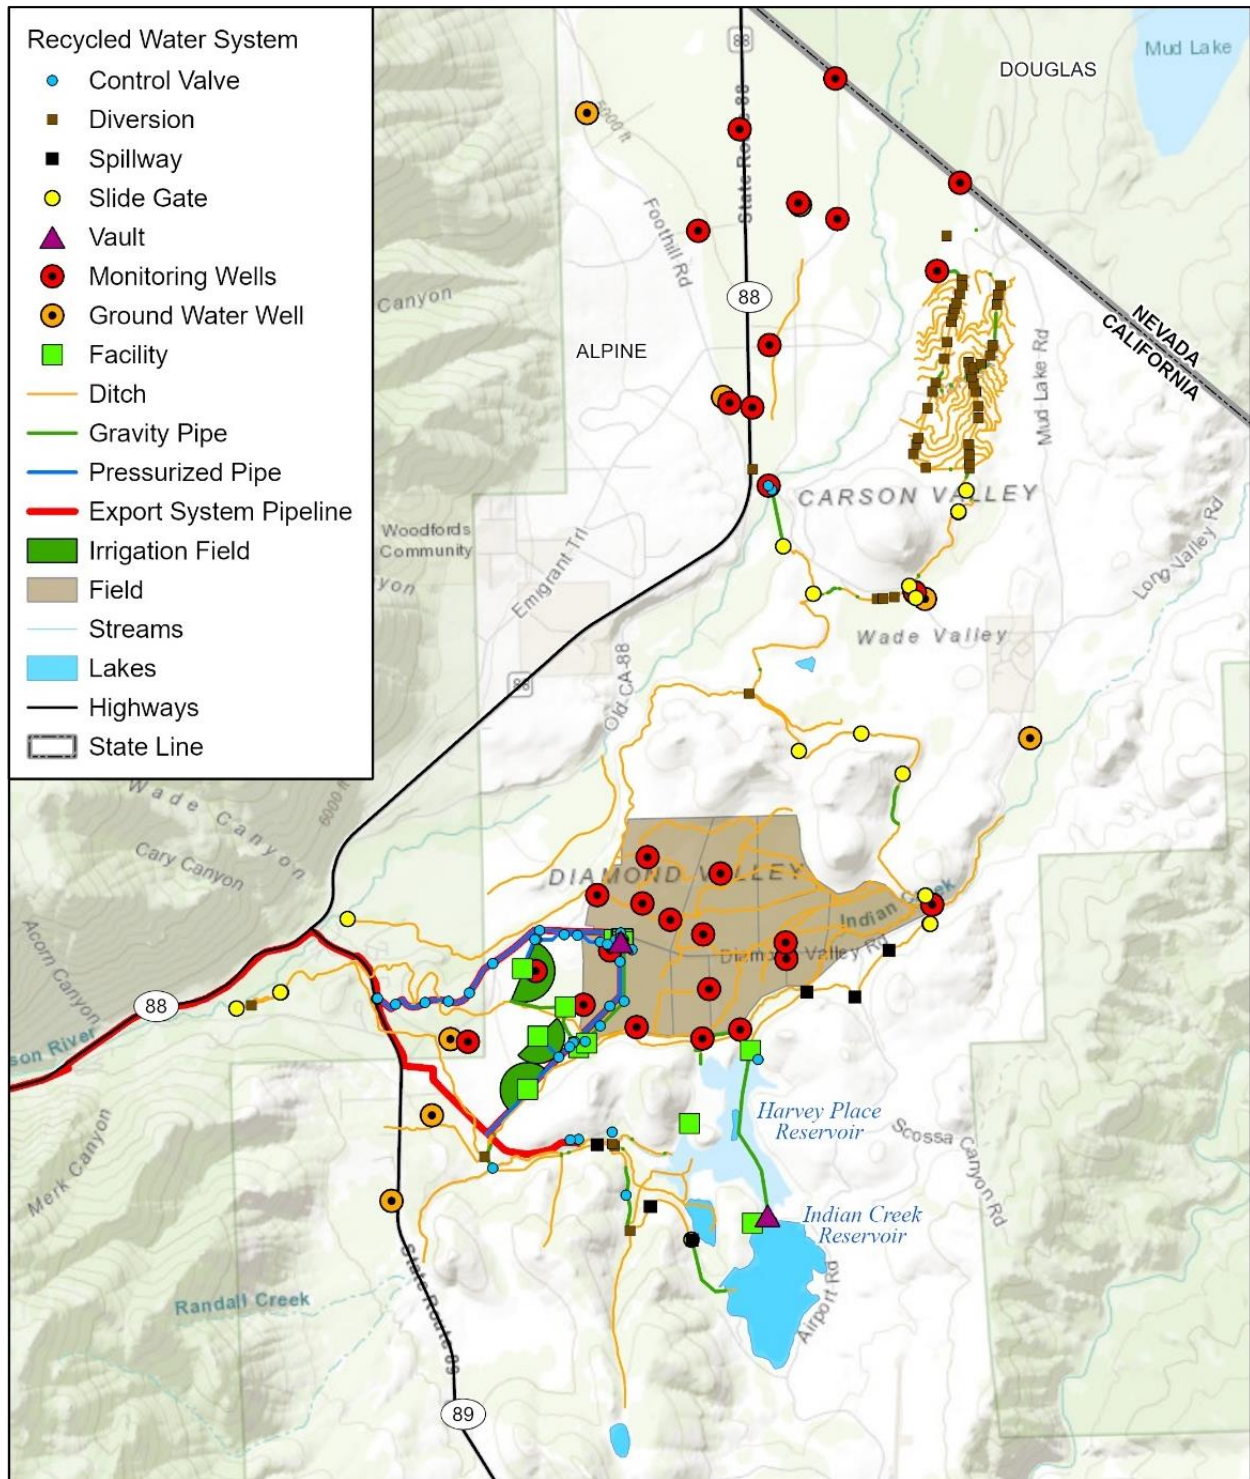 Recycled Water System
Control Valve
Diversion
Spillway
Slide Gate
Vault
Monitoring Wells
Ground Water Well
Facility
Ditch
Gravity Pipe
Pressurized Pipe
Export System Pipeline
Irrigation Field
Field
Streams
Lakes
Highways
State Line
88
DOUGLAS
Mud Lake
5000 ft
State Route 88
Foothill Rd
Canyon
88
ALPINE
NEVADA
CALIFORNIA
Mud Lake Rd
CARSON VALLEY
Woodfords
Community
yon
Emigrant Trl
Long Valley Rd
Wade Valley
Old CA-88
88
Wade Canyon
6000 ft
Cary Canyon
DIAMOND VALLEY
Indian Creek
Diamond Valley Rd
Acorn Canyon
88
son River
Harvey Place
Reservoir
Scossa Canyon Rd
Merk Canyon
Indian Creek
Reservoir
Airport Rd
Randall Creek
State Route 89
89